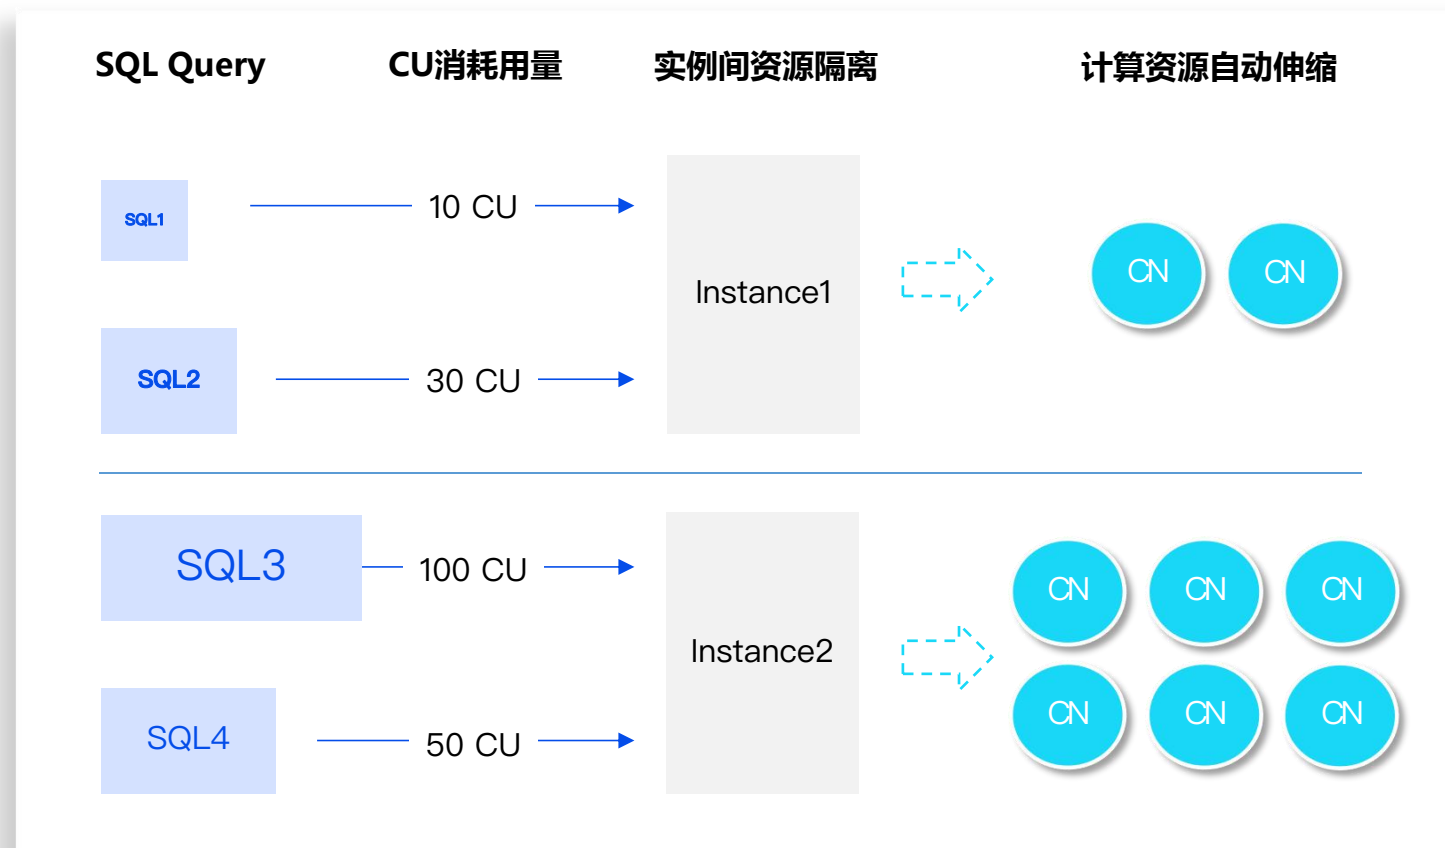 SQL Query
CU消耗用量
实例间资源隔离
计算资源自动伸缩
SQL1
10 CU
Instance1
CN
CN
SQL2
30 CU
SQL3
100 CU
Instance2
CN
CN
CN
CN
CN
CN
SQL4
50 CU